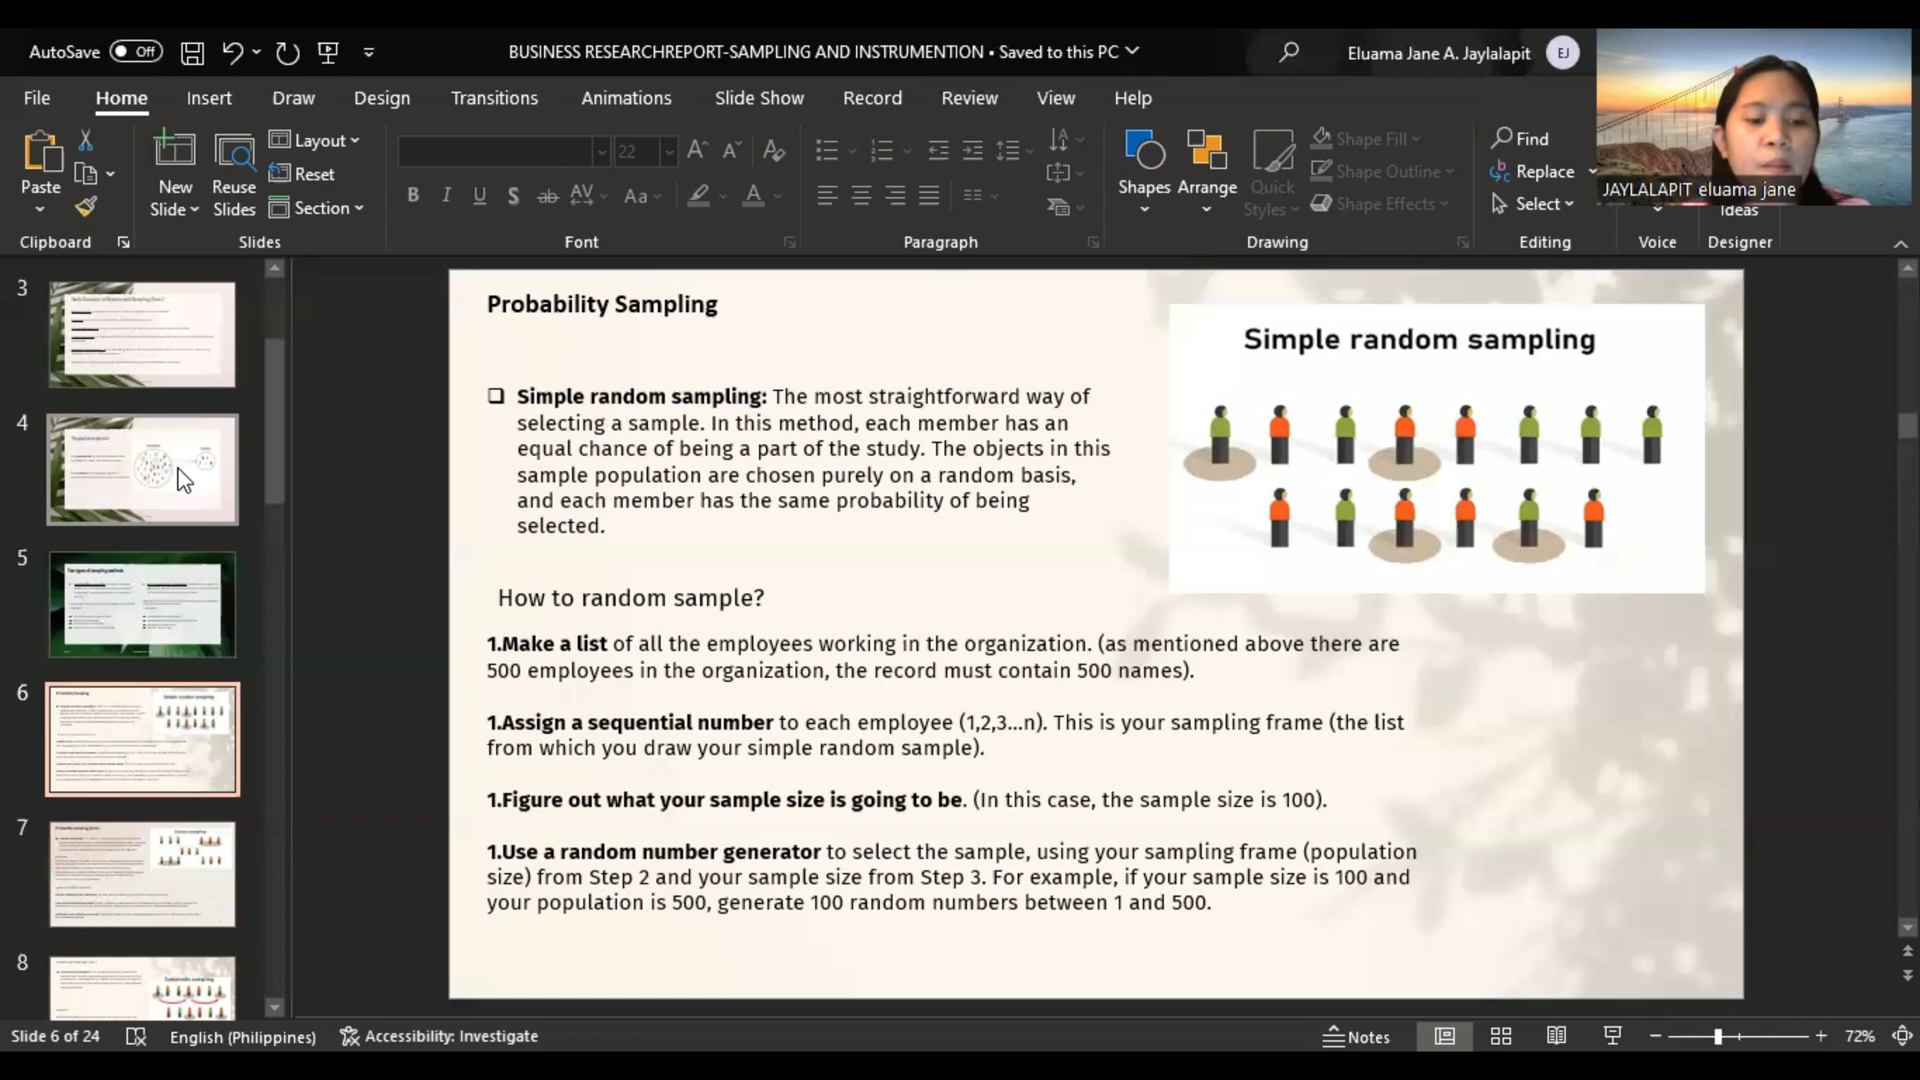 AutoSave Off
BUSINESS RESEARCHREPORT-SAMPLING AND INSTRUMENTION • Saved to this PC
Eluama Jane A. Jaylalapit EJ
File Home Insert Draw Design Transitions Animations Slide Show Record Review View Help
Paste
New Slide
Reuse Slides
Layout
Reset
Section
22
B I U S ab AV Aa A
Shapes
Arrange
Quick Styles
Shape Fill
Shape Outline
Shape Effects
Find
Replace
Select
JAYLALAPIT eluama jane
Ideas
Clipboard Slides Font Paragraph Drawing Editing Voice Designer
3
4
5
6
7
8
Probability Sampling
Simple random sampling
Simple random sampling: The most straightforward way of
selecting a sample. In this method, each member has an
equal chance of being a part of the study. The objects in this
sample population are chosen purely on a random basis,
and each member has the same probability of being
selected.
How to random sample?
1.Make a list of all the employees working in the organization. (as mentioned above there are
500 employees in the organization, the record must contain 500 names).
1.Assign a sequential number to each employee (1,2,3...n). This is your sampling frame (the list
from which you draw your simple random sample).
1.Figure out what your sample size is going to be. (In this case, the sample size is 100).
1.Use a random number generator to select the sample, using your sampling frame (population
size) from Step 2 and your sample size from Step 3. For example, if your sample size is 100 and
your population is 500, generate 100 random numbers between 1 and 500.
Slide 6 of 24 English (Philippines) Accessibility: Investigate Notes 72%